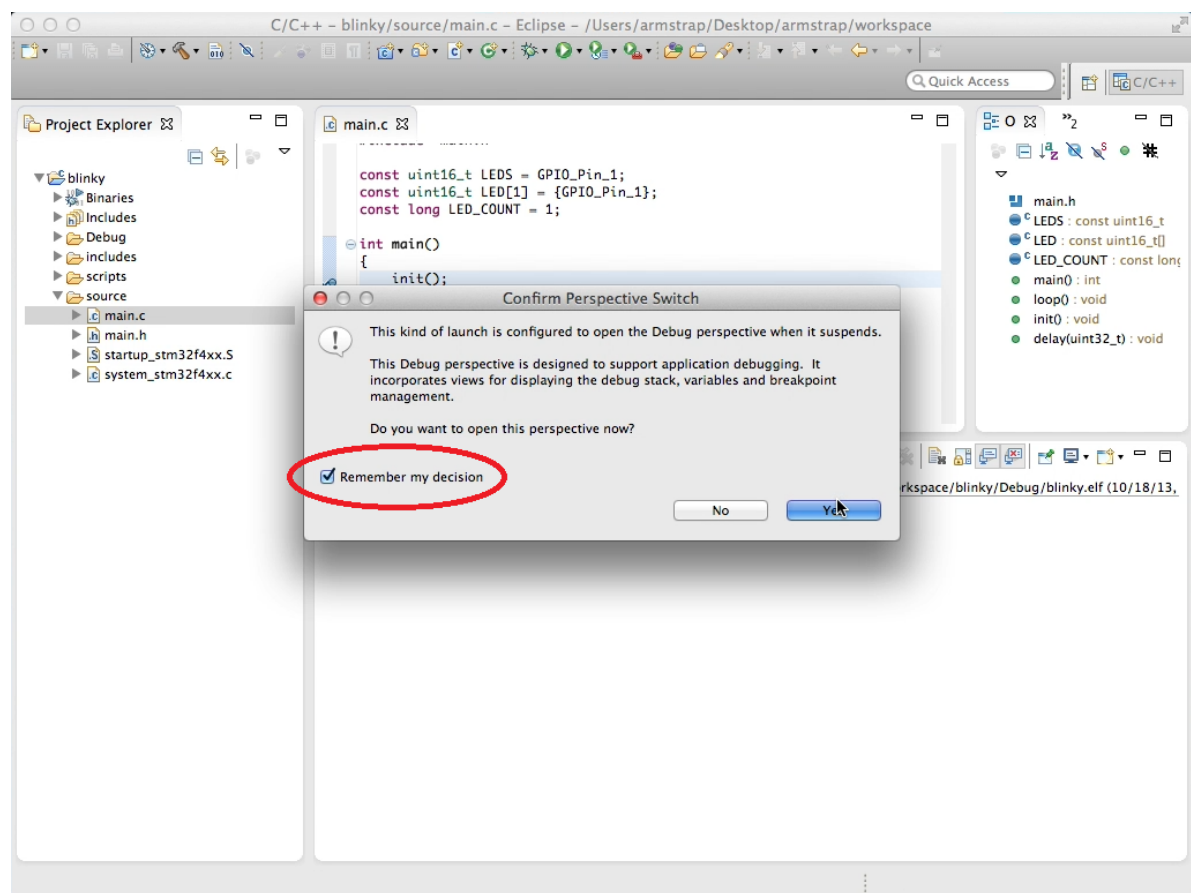 C/C++ – blinky/source/main.c – Eclipse – /Users/armstrap/Desktop/armstrap/workspace
Quick Access
C/C++
Project Explorer
blinky
Binaries
Includes
Debug
includes
scripts
source
main.c
main.h
startup_stm32f4xx.S
system_stm32f4xx.c
main.c
const uint16_t LEDS = GPIO_Pin_1;
const uint16_t LED[1] = {GPIO_Pin_1};
const long LED_COUNT = 1;
int main()
{
init();
O
»2
main.h
LEDS : const uint16_t
LED : const uint16_t[]
LED_COUNT : const long
main() : int
loop() : void
init() : void
delay(uint32_t) : void
Confirm Perspective Switch
This kind of launch is configured to open the Debug perspective when it suspends.
This Debug perspective is designed to support application debugging. It
incorporates views for displaying the debug stack, variables and breakpoint
management.
Do you want to open this perspective now?
Remember my decision
No
Yes
rkspace/blinky/Debug/blinky.elf (10/18/13,